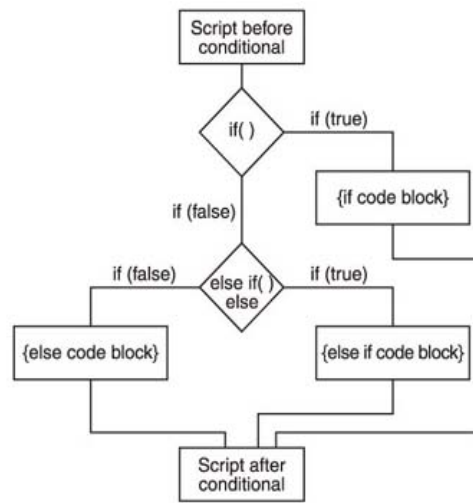 Script before
conditional
if( )
if (true)
{if code block}
if (false)
if (false)
else if( )
else
if (true)
{else code block}
{else if code block}
Script after
conditional